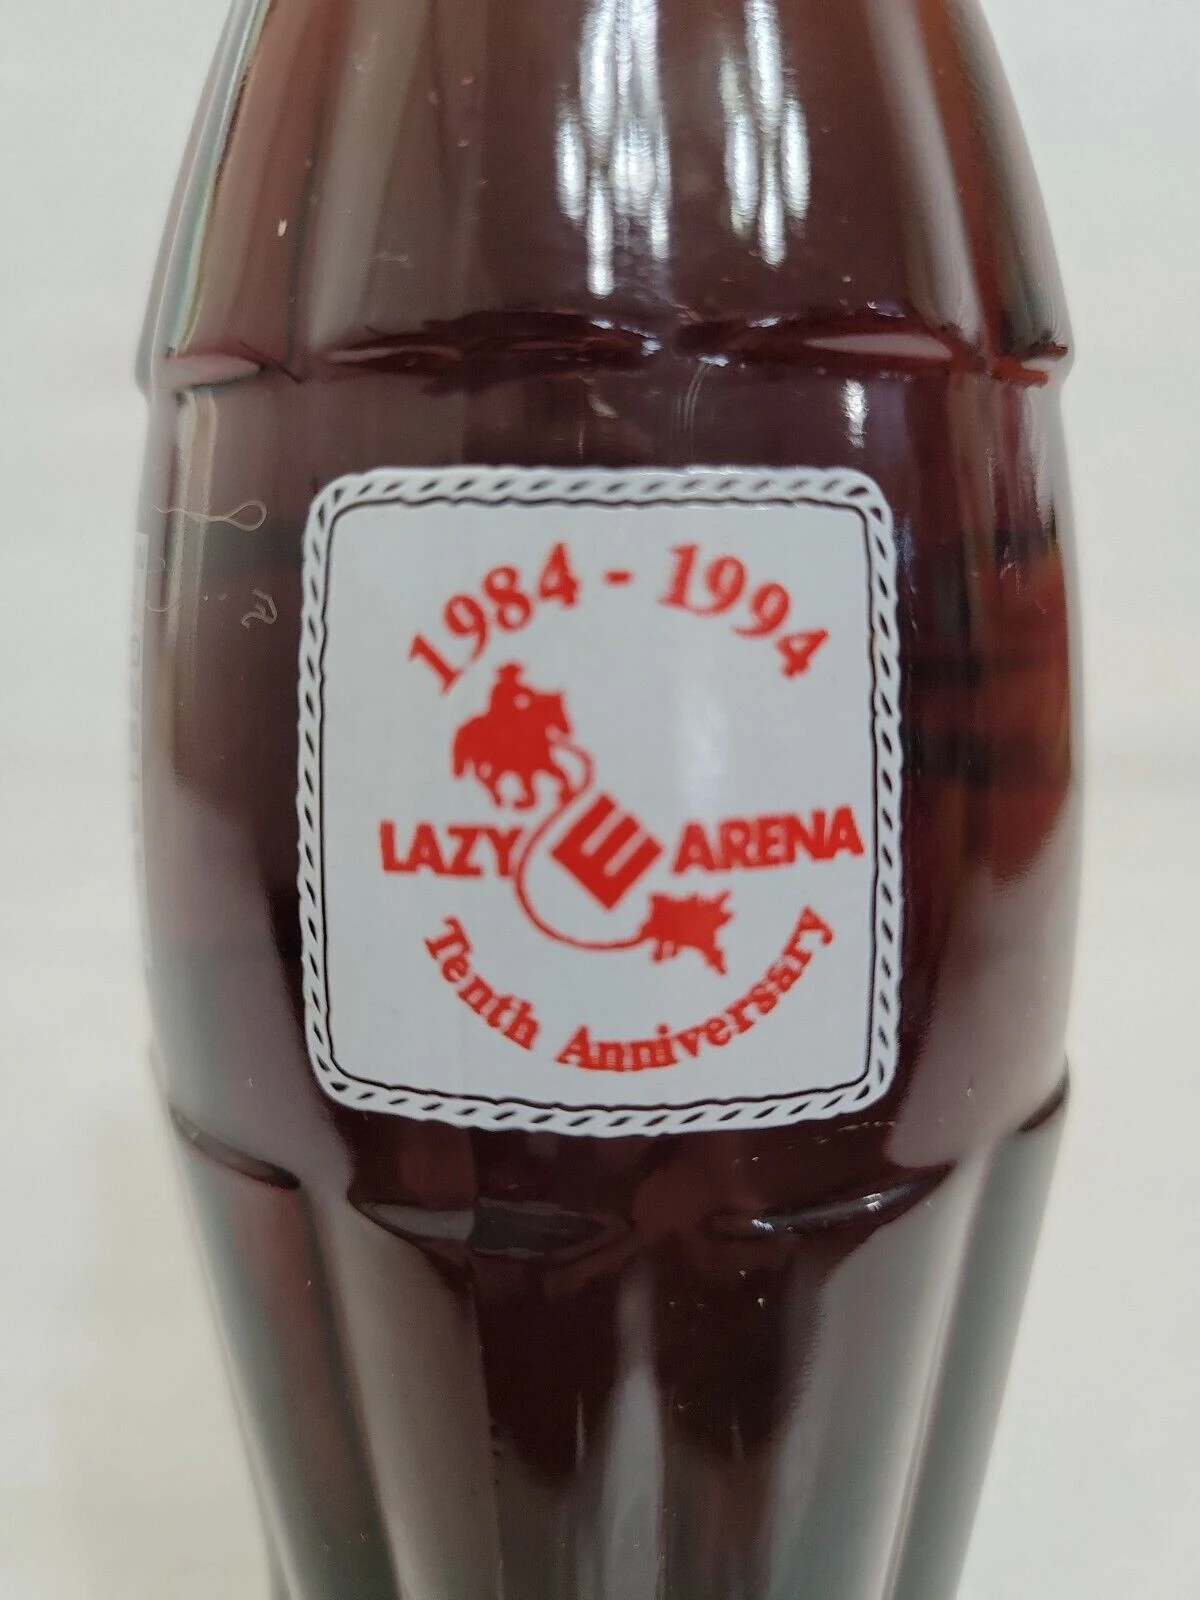 1984 - 1994
LAZY E ARENA
Tenth Anniversary